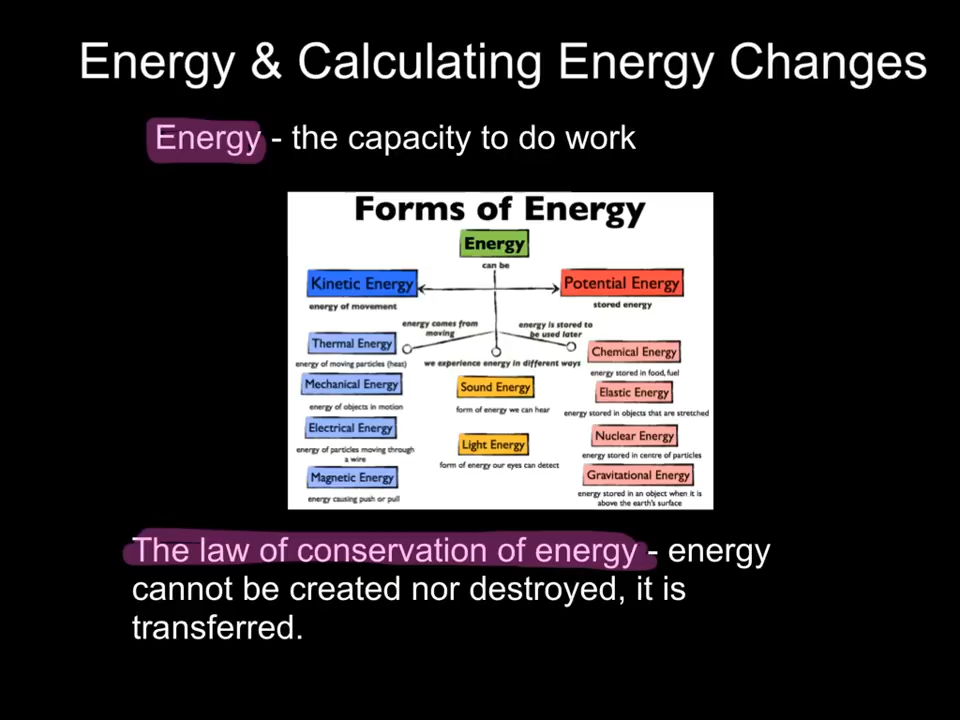 Energy & Calculating Energy Changes
Energy - the capacity to do work
Forms of Energy
Energy
can be
Kinetic Energy
Potential Energy
energy of movement
stored energy
energy comes from
moving
energy is stored to
be used later
Thermal Energy
energy of moving particles (heat)
we experience energy in different ways
Chemical Energy
energy stored in food, fuel
Mechanical Energy
energy of objects in motion
Sound Energy
form of energy we can hear
Elastic Energy
energy stored in objects that are stretched
Electrical Energy
energy of particles moving through
a wire
Light Energy
form of energy our eyes can detect
Nuclear Energy
energy stored in centre of particles
Magnetic Energy
energy causing push or pull
Gravitational Energy
energy stored in an object when it is
above the earth's surface
The law of conservation of energy - energy
cannot be created nor destroyed, it is
transferred.